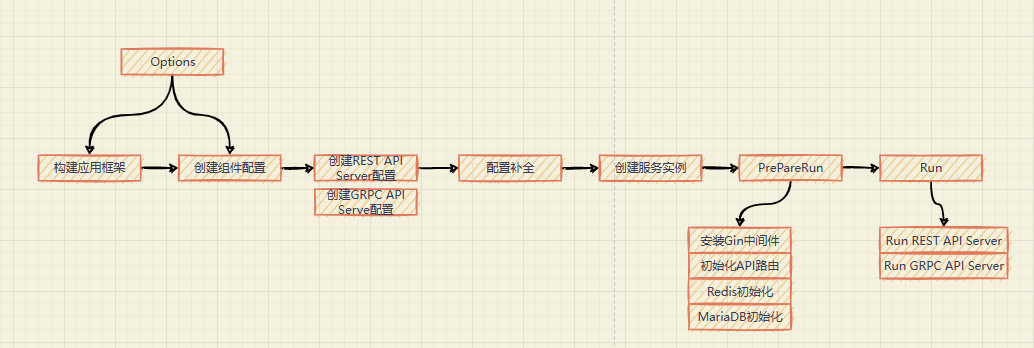 Options
构建应用框架
创建组件配置
创建REST API
Server配置
创建GRPC API
Serve配置
配置补全
创建服务实例
PrePareRun
Run
安装Gin中间件
初始化API路由
Redis初始化
MariaDB初始化
Run REST API Server
Run GRPC API Server